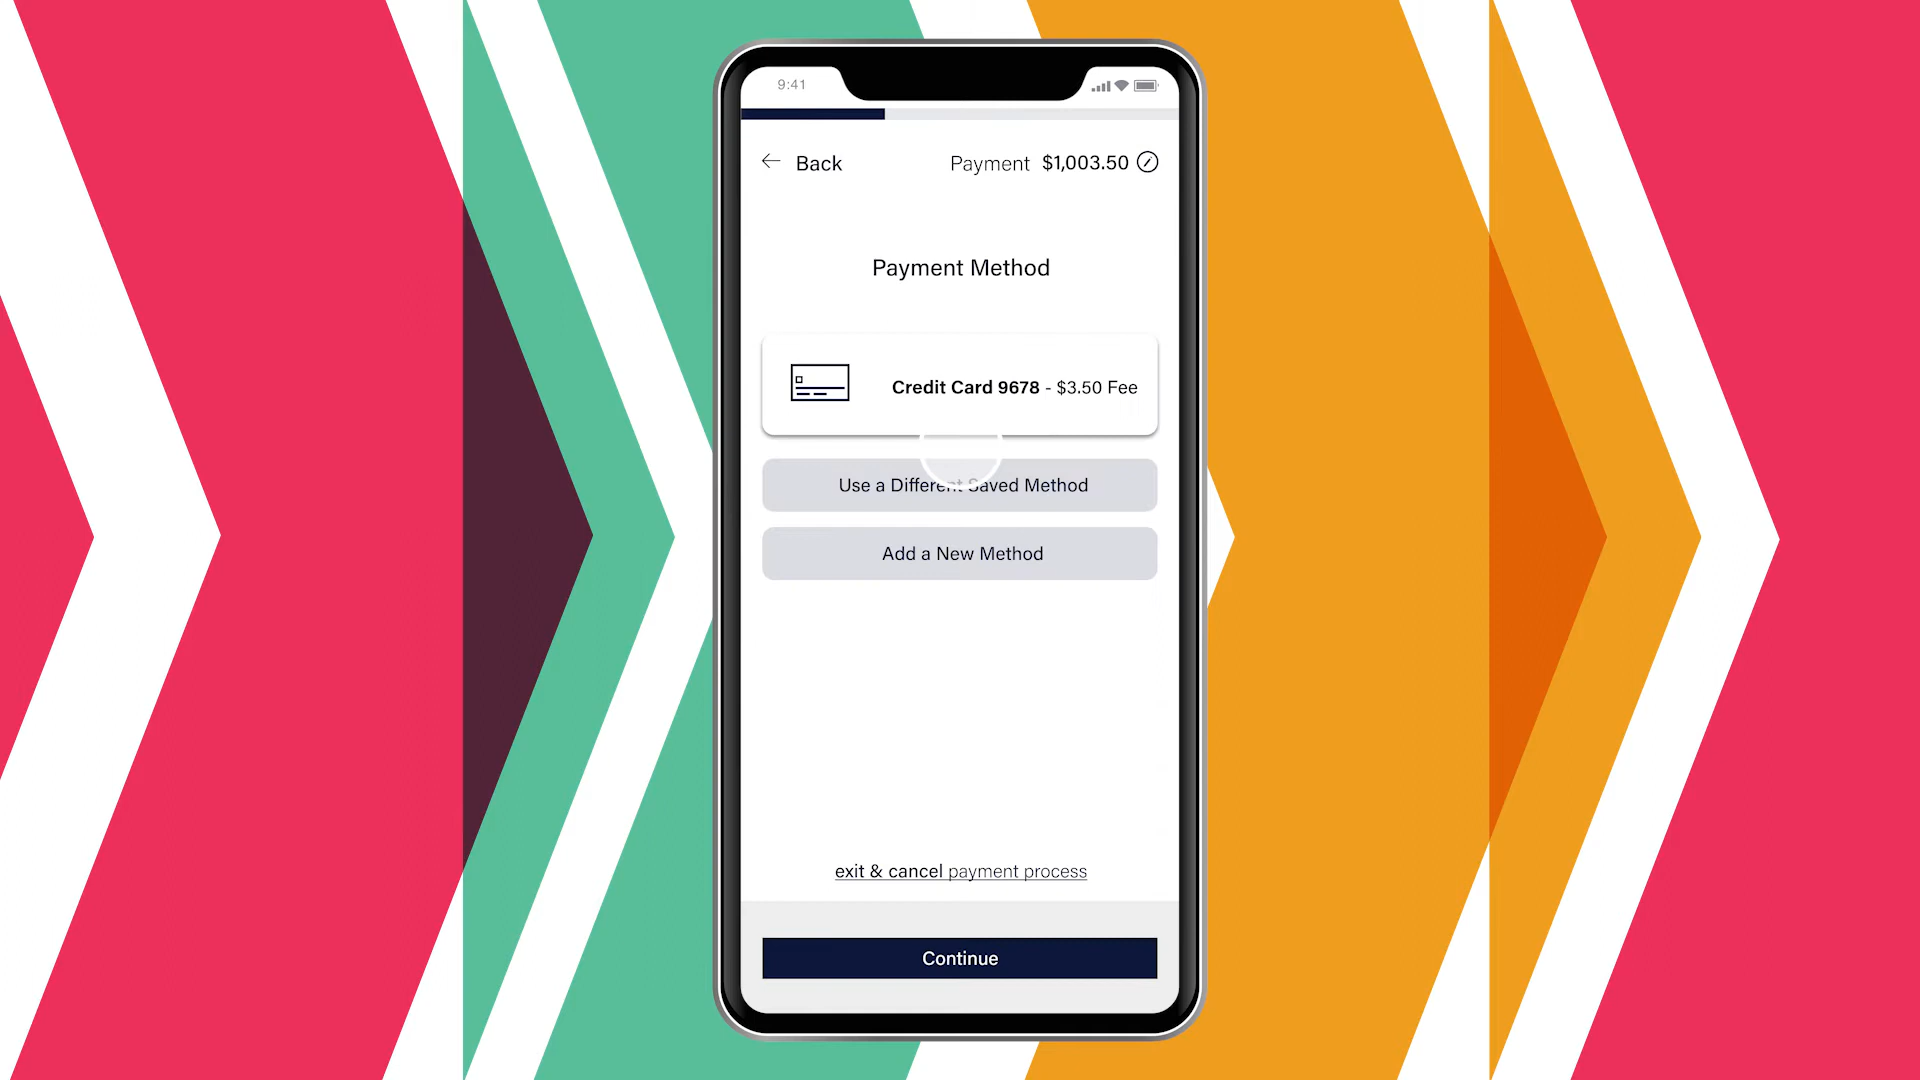 9:41
Back
Payment $1,003.50
Payment Method
Credit Card 9678 - $3.50 Fee
Use a Different Saved Method
Add a New Method
exit & cancel payment process
Continue